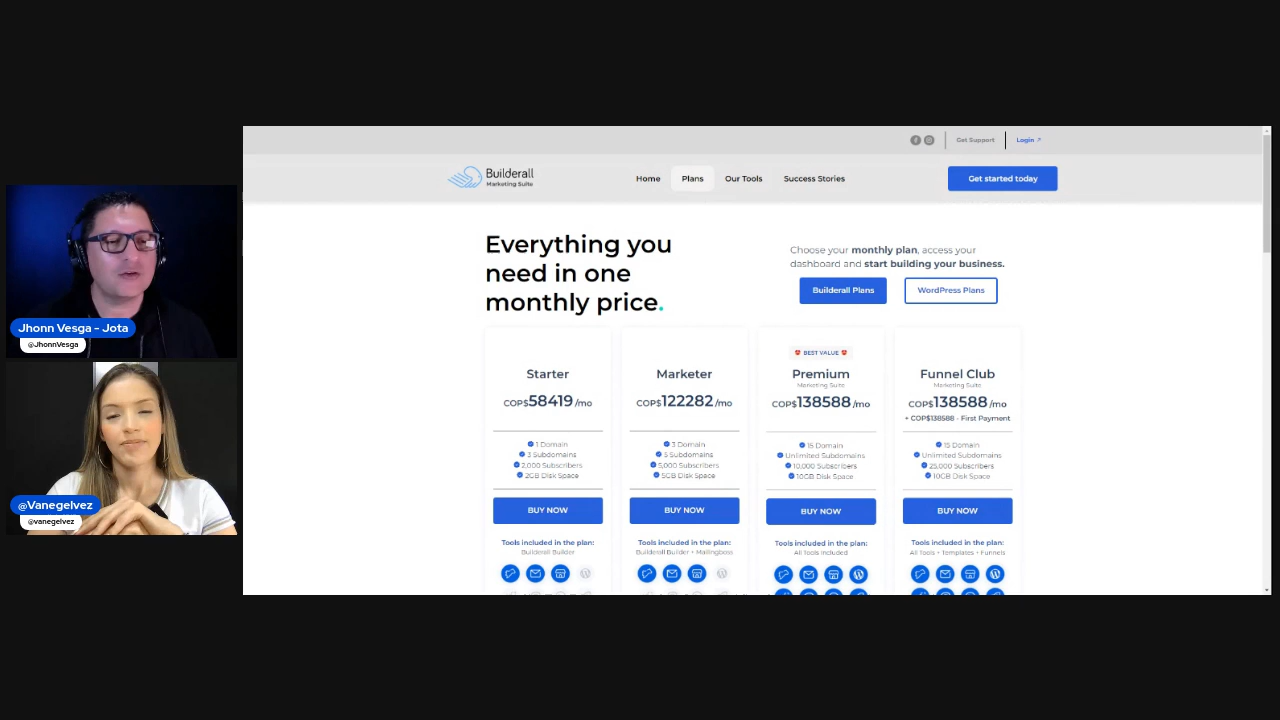 Get Support
Login
Builderall
Marketing Suite
Home
Plans
Our Tools
Success Stories
Get started today
Everything you
need in one
monthly price.
Choose your monthly plan, access your
dashboard and start building your business.
Builderall Plans
WordPress Plans
Starter
COP$58419 /mo
1 Domain
3 Subdomains
2,000 Subscribers
2GB Disk Space
BUY NOW
Tools included in the plan:
Builderall Builder
Marketer
COP$122282 /mo
3 Domain
5 Subdomains
5,000 Subscribers
5GB Disk Space
BUY NOW
Tools included in the plan:
Builderall Builder + Mailingboss
BEST VALUE
Premium
Marketing Suite
COP$138588 /mo
15 Domain
Unlimited Subdomains
10,000 Subscribers
10GB Disk Space
BUY NOW
Tools included in the plan:
All Tools Included
Funnel Club
Marketing Suite
COP$138588 /mo
+ COP$138588 - First Payment
15 Domain
Unlimited Subdomains
25,000 Subscribers
10GB Disk Space
BUY NOW
Tools included in the plan:
All Tools + Templates + Funnels
Jhonn Vesga - Jota
@JhonnVesga
@Vanegelvez
@vanegelvez